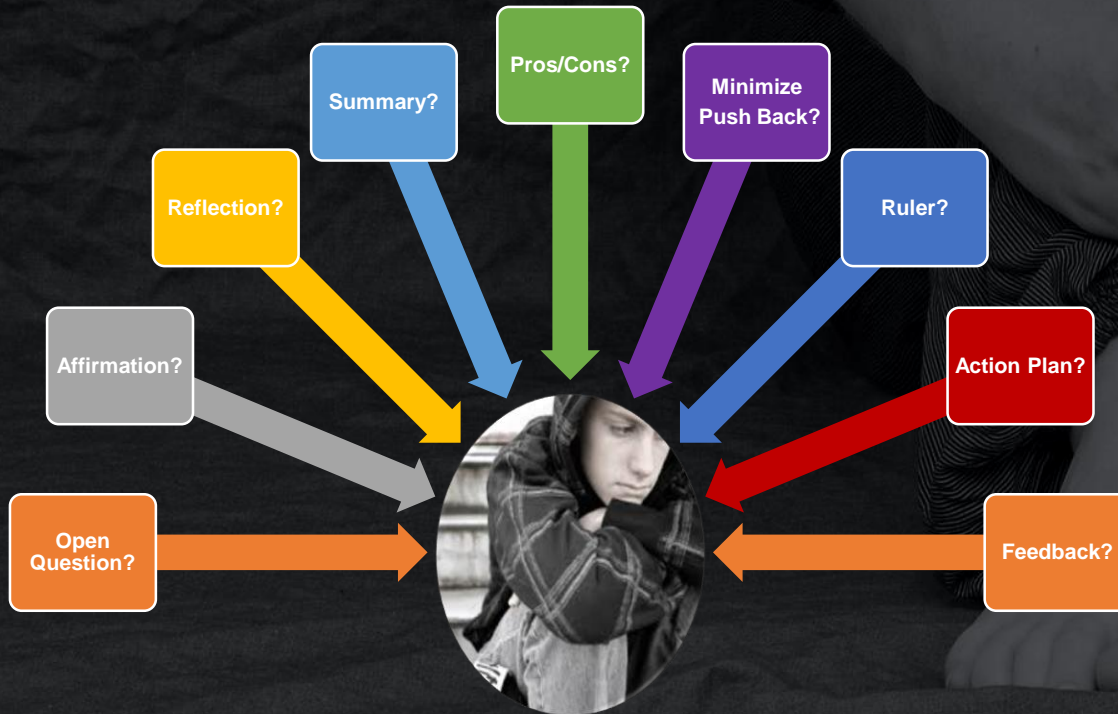 Open
Question?
Affirmation?
Reflection?
Summary?
Pros/Cons?
Minimize
Push Back?
Ruler?
Action Plan?
Feedback?